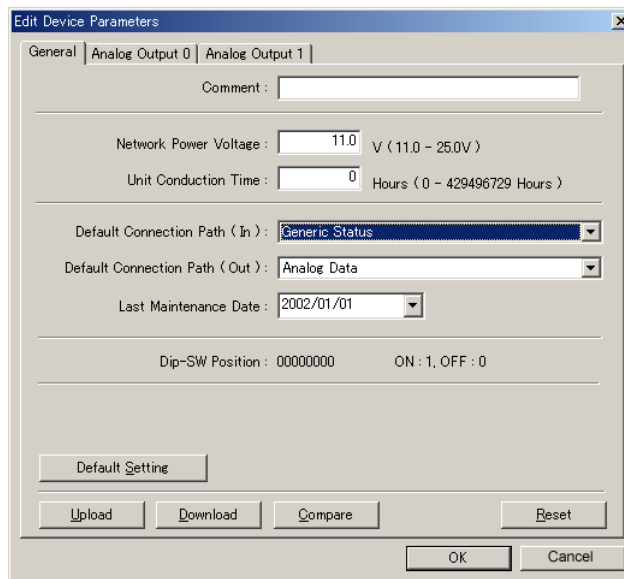 Edit Device Parameters
General Analog Output 0 Analog Output 1
Comment :
Network Power Voltage : 11.0 V ( 11.0 - 25.0V )
Unit Conduction Time : 0 Hours ( 0 - 429496729 Hours )
Default Connection Path ( In ) : Generic Status
Default Connection Path ( Out ) : Analog Data
Last Maintenance Date : 2002/01/01
Dip-SW Position : 00000000 ON : 1, OFF : 0
Default Setting
Upload Download Compare Reset
OK Cancel